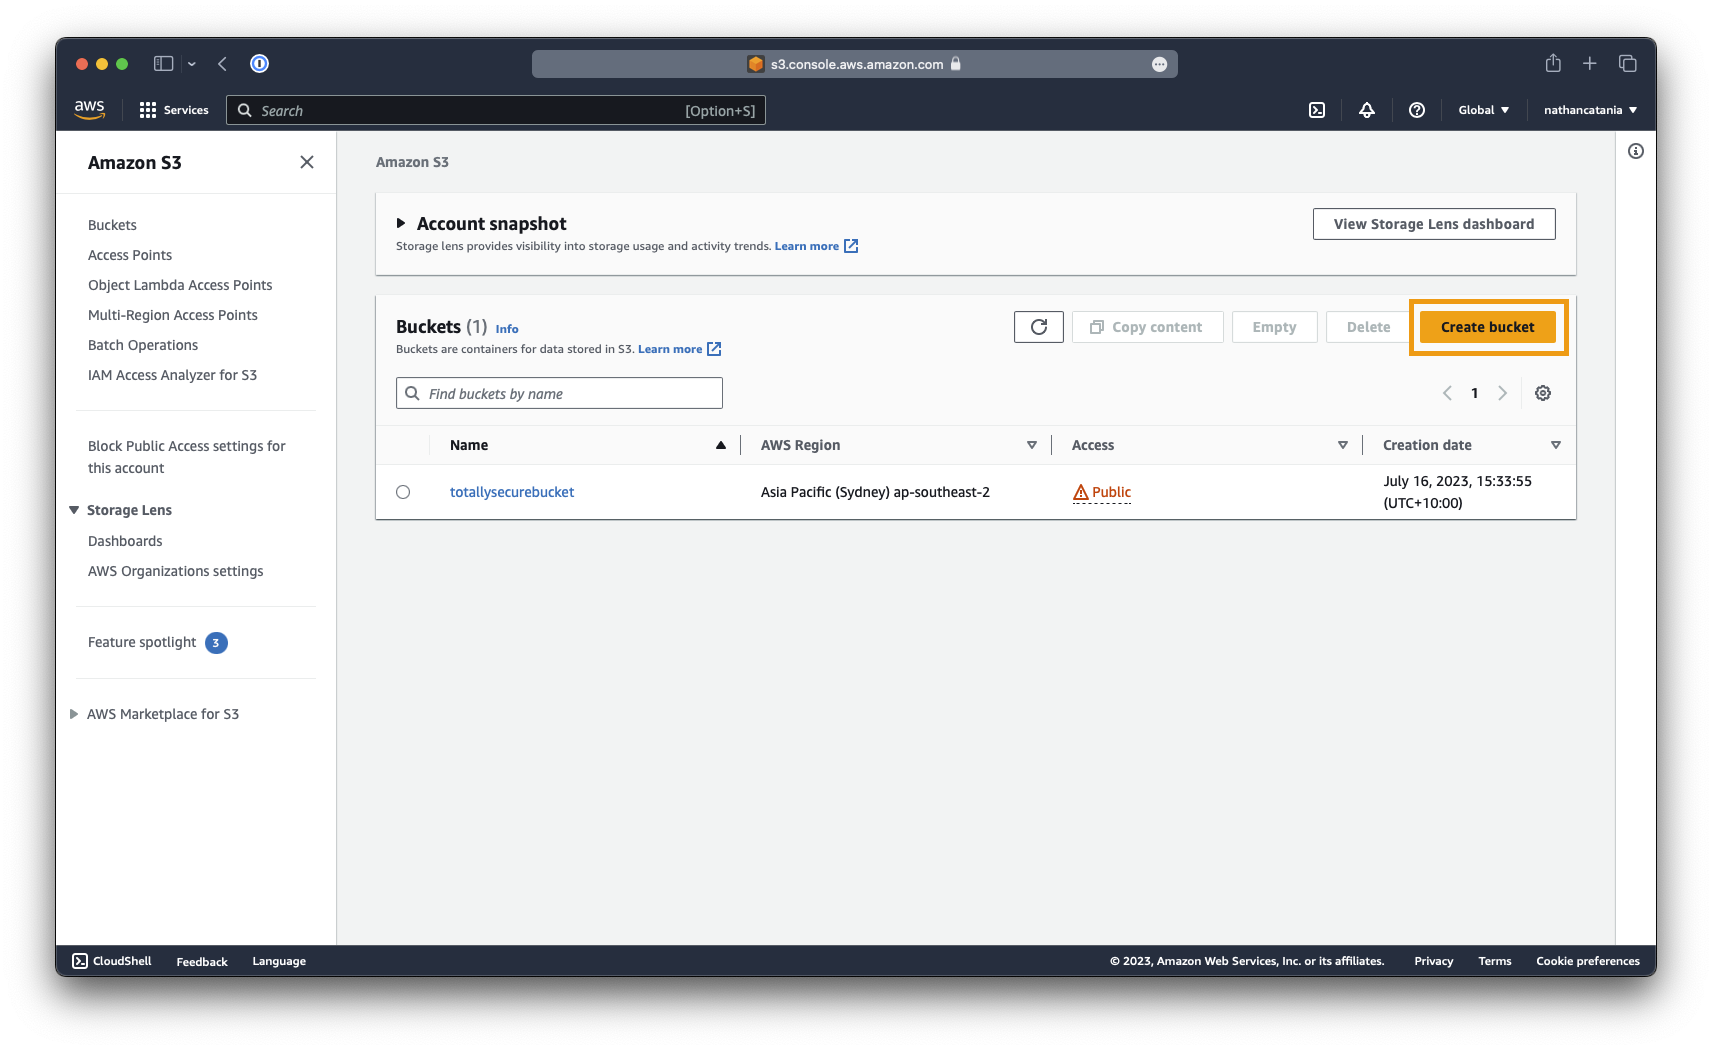 s3.console.aws.amazon.com
aws
Services
Search
[Option+S]
Global
nathancatania
Amazon S3
Buckets
Access Points
Object Lambda Access Points
Multi-Region Access Points
Batch Operations
IAM Access Analyzer for S3
Block Public Access settings for
this account
Storage Lens
Dashboards
AWS Organizations settings
Feature spotlight 3
AWS Marketplace for S3
Amazon S3
Account snapshot
Storage lens provides visibility into storage usage and activity trends. Learn more
View Storage Lens dashboard
Buckets (1) Info
Buckets are containers for data stored in S3. Learn more
Copy content
Empty
Delete
Create bucket
Find buckets by name
1
Name
AWS Region
Access
Creation date
totallysecurebucket
Asia Pacific (Sydney) ap-southeast-2
Public
July 16, 2023, 15:33:55
(UTC+10:00)
CloudShell
Feedback
Language
© 2023, Amazon Web Services, Inc. or its affiliates.
Privacy
Terms
Cookie preferences